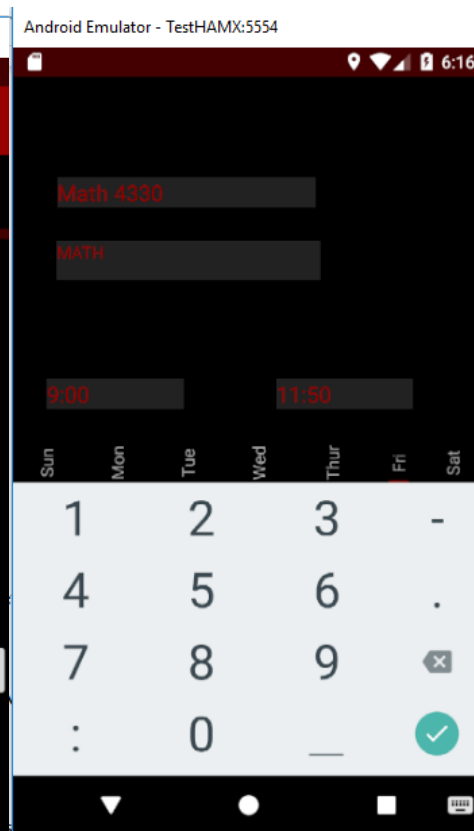 Android Emulator - TestHAMX:5554
6:16
Math 4330
MATH
9:00 11:50
Sun Mon Tue Wed Thur Fri Sat
1 2 3 -
4 5 6 .
7 8 9
: 0 _